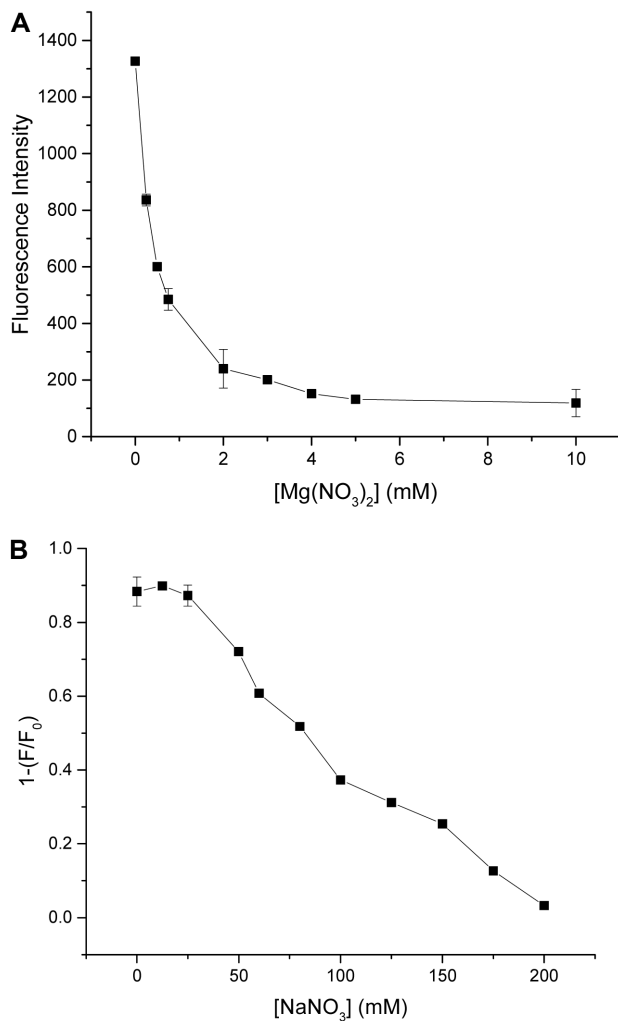 A
1400
1200
1000
800
600
400
200
0
Fluorescence Intensity
0 2 4 6 8 10
[Mg(NO₃)₂] (mM)
B
1.0
0.8
0.6
0.4
0.2
0.0
1-(F/F₀)
0 50 100 150 200
[NaNO₃] (mM)